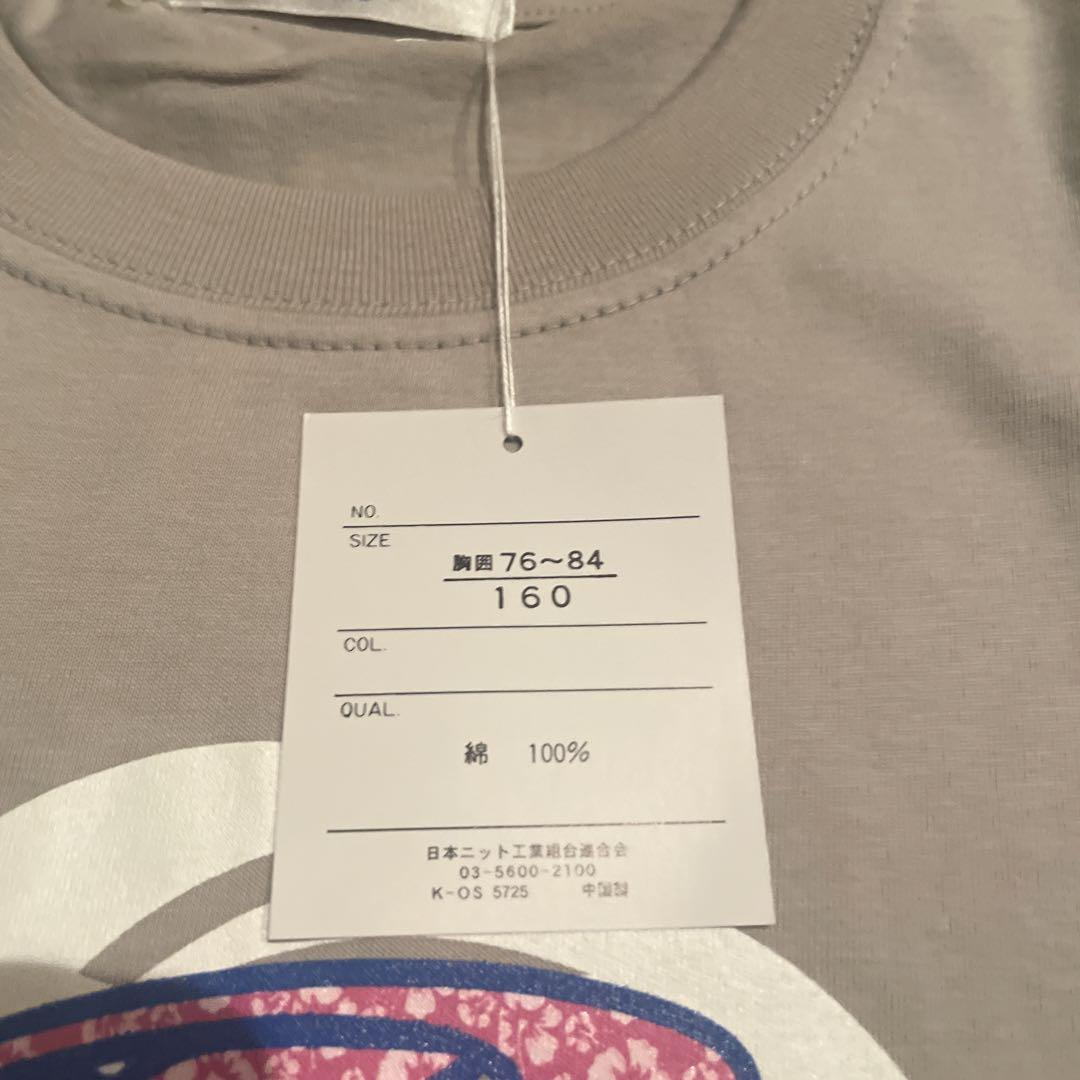 NO.
SIZE
胸囲 76〜84
160
COL.
QUAL.
綿 100%
日本ニット工業組合連合会
03-5600-2100
K-OS 5725 中国製